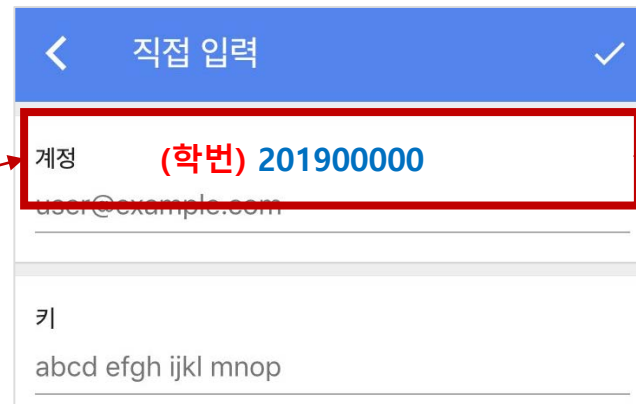 직접 입력
계정 (학번) 201900000
user@example.com
키
abcd efgh ijkl mnop